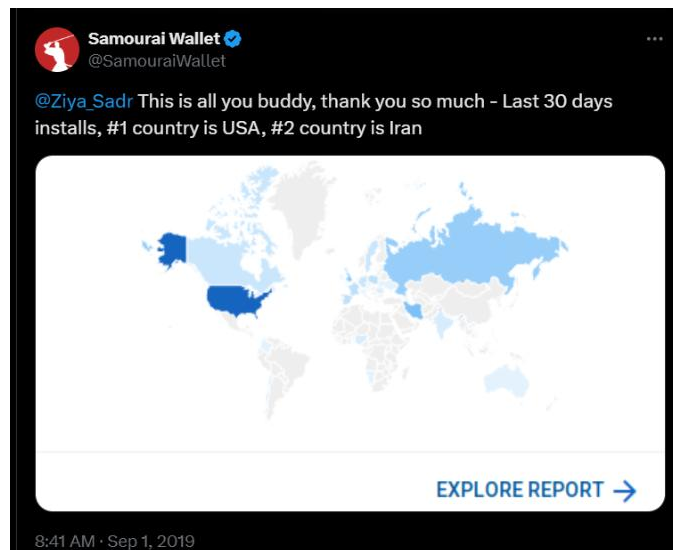 Samourai Wallet
@SamouraiWallet
@Ziya_Sadr This is all you buddy, thank you so much - Last 30 days
installs, #1 country is USA, #2 country is Iran
EXPLORE REPORT
8:41 AM · Sep 1, 2019